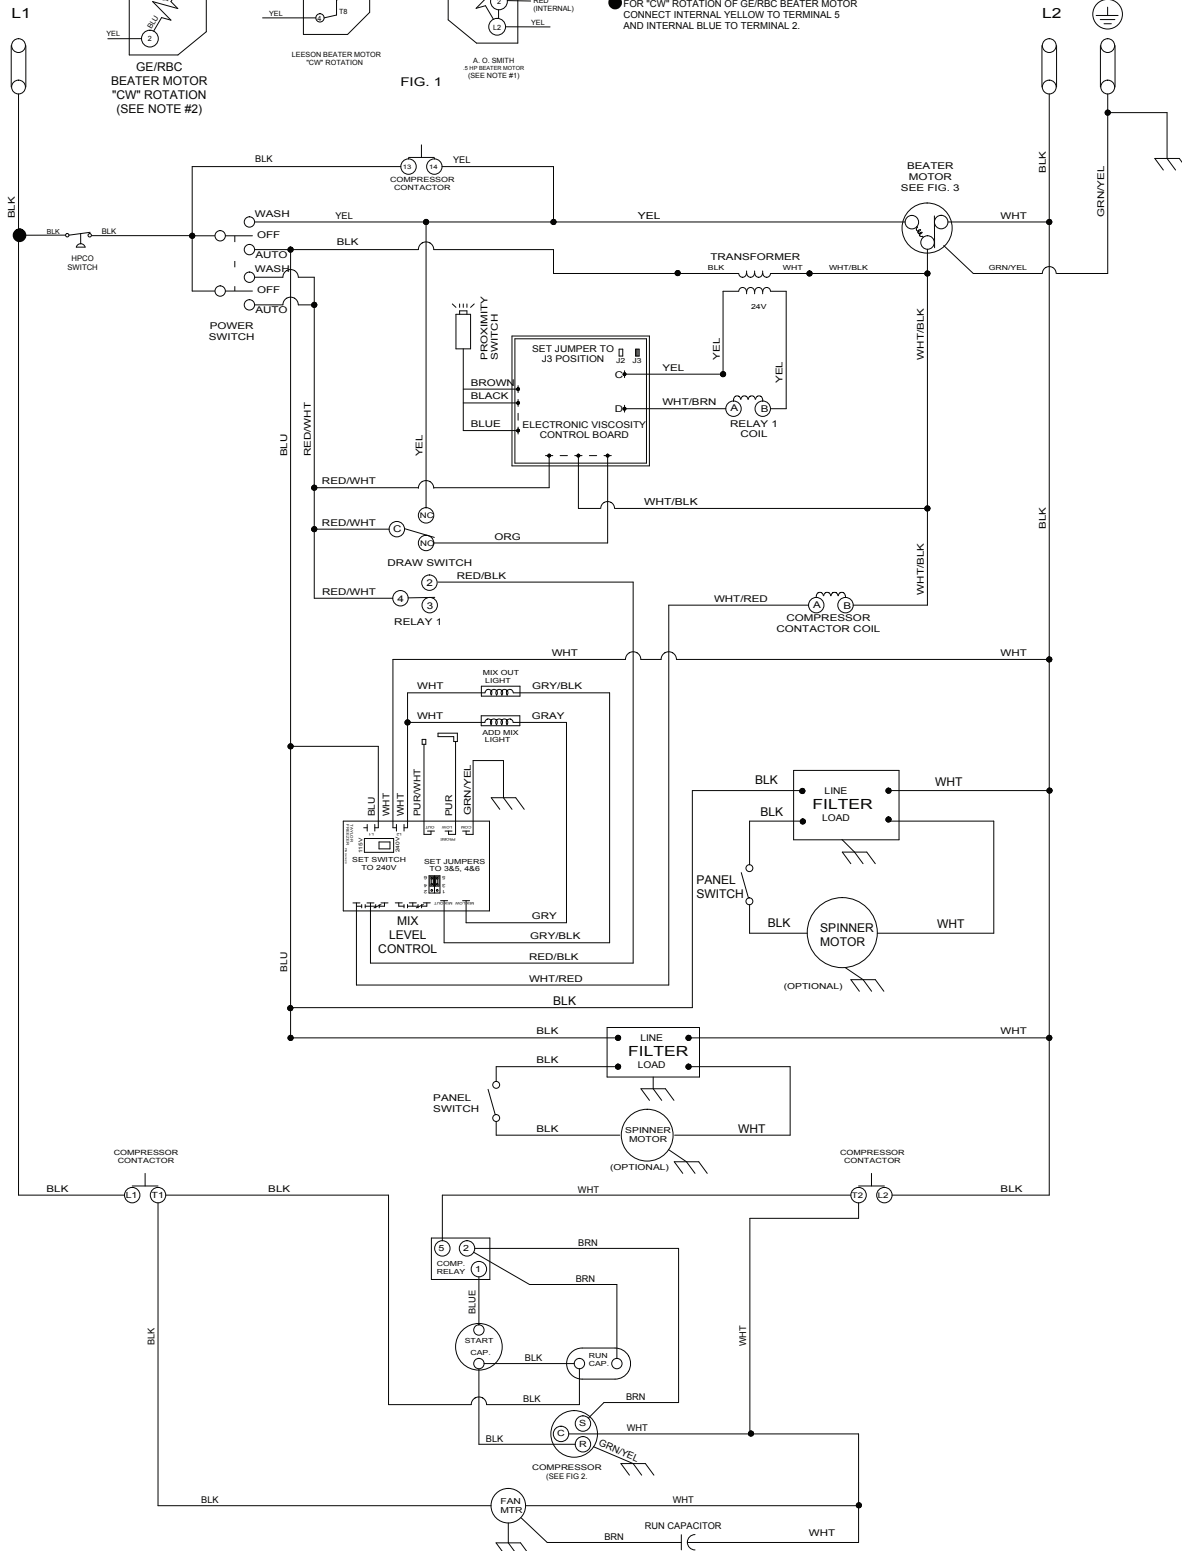 L1
BLU
YEL
2
GE/RBC
BEATER MOTOR
"CW" ROTATION
(SEE NOTE #2)
YEL
4
T8
LEESON BEATER MOTOR
"CW" ROTATION
FIG. 1
2
RED
(INTERNAL)
L2
YEL
A. O. SMITH
.5 HP BEATER MOTOR
(SEE NOTE #1)
FOR "CW" ROTATION OF GE/RBC BEATER MOTOR
CONNECT INTERNAL YELLOW TO TERMINAL 5
AND INTERNAL BLUE TO TERMINAL 2.
L2
BLK
BLK
13
14
YEL
COMPRESSOR
CONTACTOR
BEATER
MOTOR
SEE FIG. 3
BLK
GRN/YEL
BLK
BLK
HPCO
SWITCH
WASH
OFF
AUTO
WASH
OFF
AUTO
POWER
SWITCH
YEL
YEL
WHT
BLK
TRANSFORMER
BLK
WHT
WHT/BLK
GRN/YEL
24V
PROXIMITY
SWITCH
SET JUMPER TO
J3 POSITION
J2
J3
C
YEL
YEL
YEL
WHT/BLK
BROWN
BLACK
BLUE
D
WHT/BRN
A
B
RELAY 1
COIL
ELECTRONIC VISCOSITY
CONTROL BOARD
BLU
RED/WHT
YEL
RED/WHT
WHT/BLK
NC
RED/WHT
C
NO
ORG
DRAW SWITCH
BLK
WHT/BLK
2
RED/BLK
RED/WHT
4
3
RELAY 1
WHT/RED
A
B
COMPRESSOR
CONTACTOR COIL
WHT
WHT
MIX OUT
LIGHT
WHT
GRY/BLK
WHT
GRAY
ADD MIX
LIGHT
BLU
WHT
WHT
PUR/WHT
PUR
GRN/YEL
115V
240V
SET SWITCH
TO 240V
SET JUMPERS
TO 3&5, 4&6
MIX
LEVEL
CONTROL
GRY
GRY/BLK
RED/BLK
WHT/RED
BLU
BLK
BLK
LINE
FILTER
LOAD
WHT
BLK
PANEL
SWITCH
BLK
SPINNER
MOTOR
WHT
(OPTIONAL)
BLK
LINE
FILTER
LOAD
WHT
BLK
PANEL
SWITCH
BLK
SPINNER
MOTOR
WHT
(OPTIONAL)
COMPRESSOR
CONTACTOR
COMPRESSOR
CONTACTOR
BLK
L1
T1
BLK
WHT
T2
L2
BLK
5
2
COMP.
RELAY
1
BRN
BRN
BLUE
BLK
START
CAP.
BLK
RUN
CAP.
WHT
BLK
BRN
S
C
R
WHT
BLK
GRN/YEL
COMPRESSOR
(SEE FIG 2.
BLK
FAN
MTR
WHT
RUN CAPACITOR
BRN
WHT